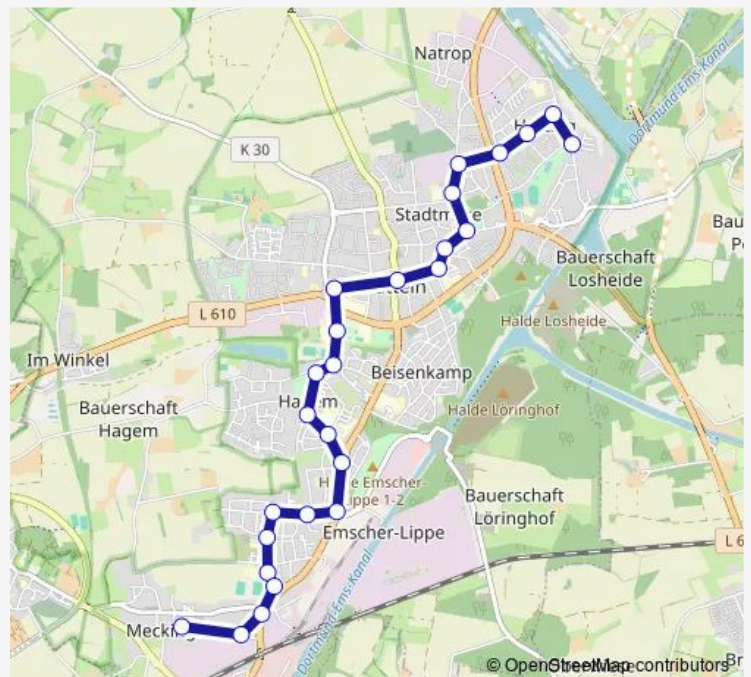 Natrop
Dortmund-Ems-Kanal
K 30
Bau
Bauerschaft
Losheide
L 610
Halde Losheide
Im Winkel
Beisenkamp
Bauerschaft
Hagem
Halde Löringhof
Bauerschaft
Löringhof
Emscher-Lippe
L 6
Dortmund-Ems-Kanal
© OpenStreetMap contributors